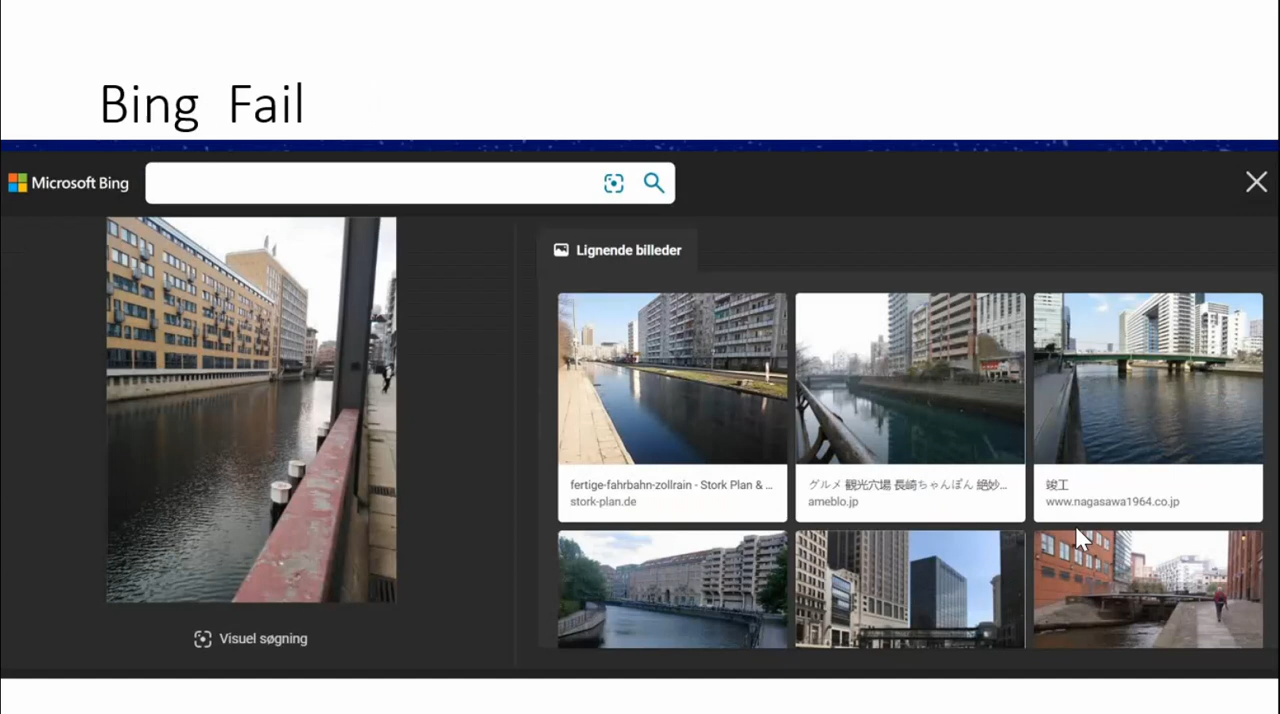 Bing Fail
Microsoft Bing
Lignende billeder
fertige-fahrbahn-zollrain - Stork Plan & ...
stork-plan.de
グルメ 観光穴場 長崎ちゃんぽん 絶妙...
ameblo.jp
竣工
www.nagasawa1964.co.jp
Visuel søgning